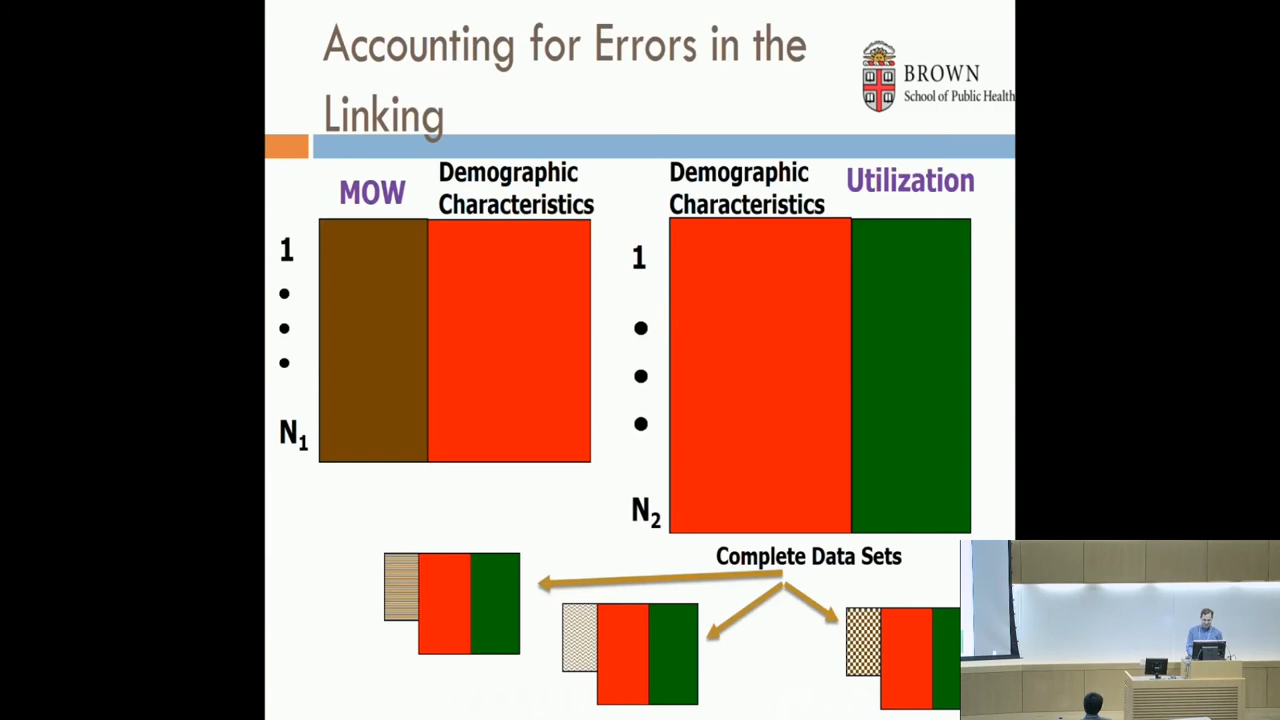 Accounting for Errors in the
Linking
BROWN
School of Public Health
MOW
Demographic
Characteristics
Demographic
Characteristics
Utilization
1
N1
1
N2
Complete Data Sets